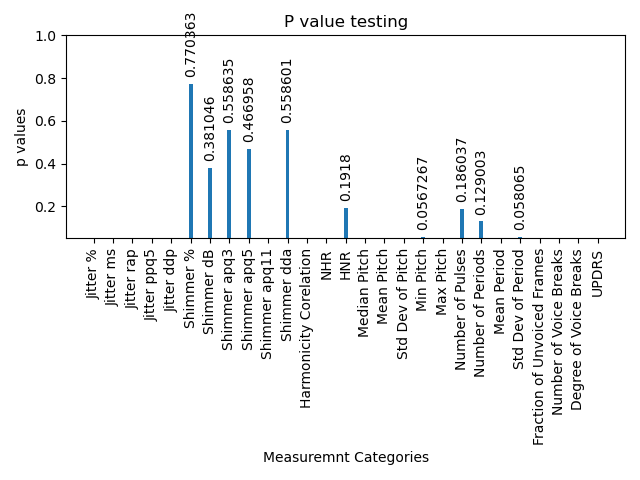 P value testing
p values
1.0
0.8
0.6
0.4
0.2
0.770363
0.381046
0.558635
0.466958
0.558601
0.1918
0.0567267
0.186037
0.129003
0.058065
Jitter %
Jitter ms
Jitter rap
Jitter ppq5
Jitter ddp
Shimmer %
Shimmer dB
Shimmer apq3
Shimmer apq5
Shimmer apq11
Shimmer dda
Harmonicity Corelation
NHR
HNR
Median Pitch
Mean Pitch
Std Dev of Pitch
Min Pitch
Max Pitch
Number of Pulses
Number of Periods
Mean Period
Std Dev of Period
Fraction of Unvoiced Frames
Number of Voice Breaks
Degree of Voice Breaks
UPDRS
Measuremnt Categories